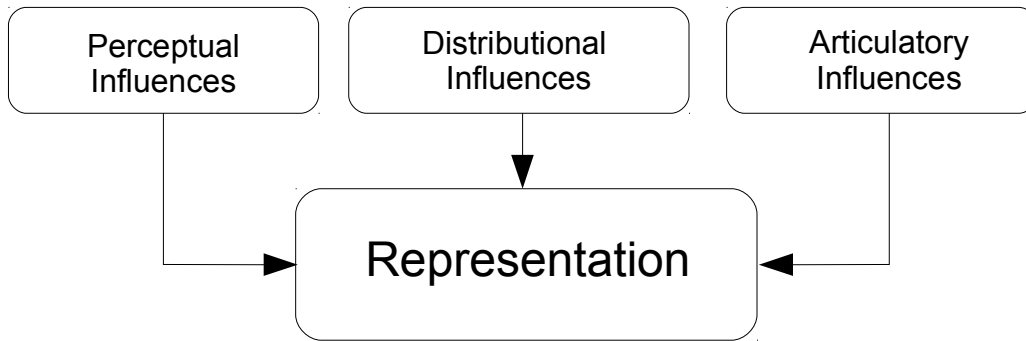 Perceptual
Influences
Distributional
Influences
Articulatory
Influences
Representation